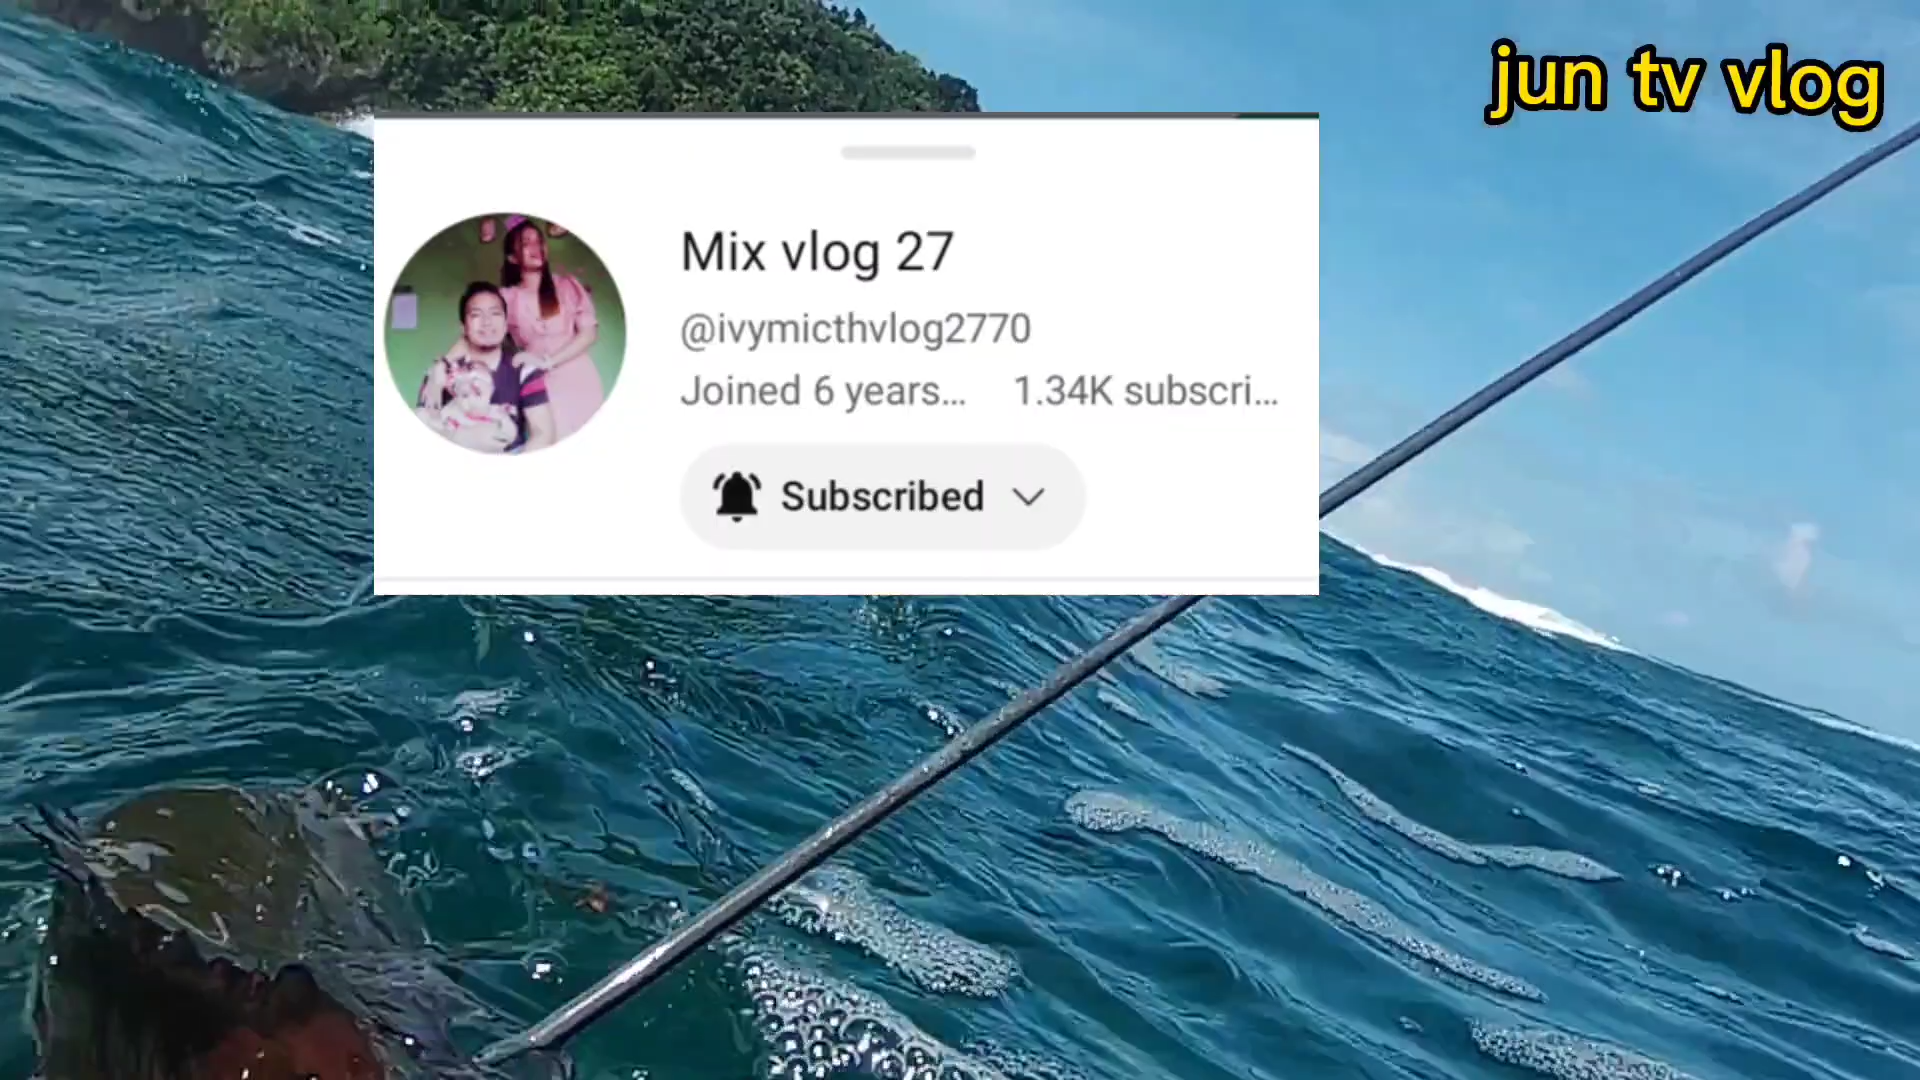 jun tv vlog
Mix vlog 27
@ivymicthvlog2770
Joined 6 years... 1.34K subscri...
Subscribed